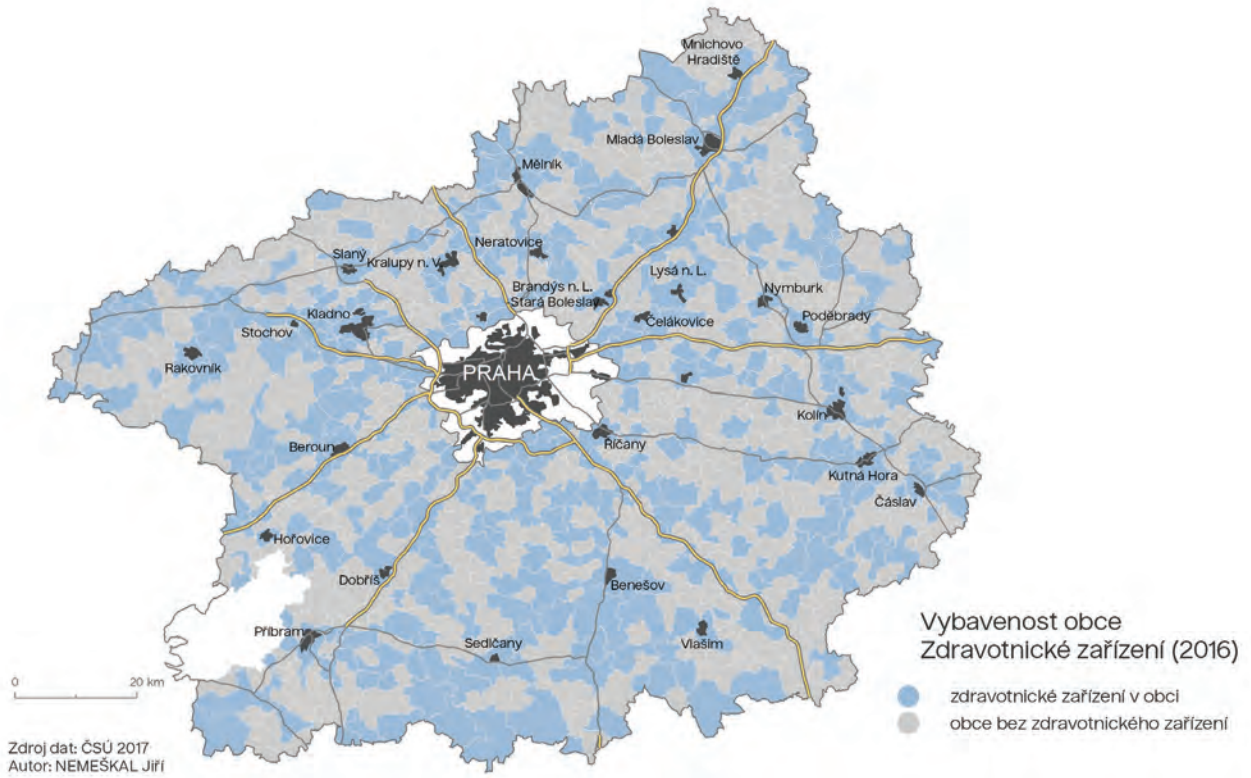 Mnichovo
Hradiště
Mladá Boleslav
Mělník
Neratovice
Slaný
Kralupy n. V.
Brandýs n. L.
Stará Boleslav
Lysá n. L.
Nymburk
Poděbrady
Čelákovice
Kladno
Stochov
Rakovník
PRAHA
Kolín
Beroun
Říčany
Kutná Hora
Čáslav
Hořovice
Dobříš
Benešov
Příbram
Sedlčany
Vlašim
Vybavenost obce
Zdravotnické zařízení (2016)
zdravotnické zařízení v obci
obce bez zdravotnického zařízení
0 20 km
Zdroj dat: ČSÚ 2017
Autor: NEMEŠKAL Jiří